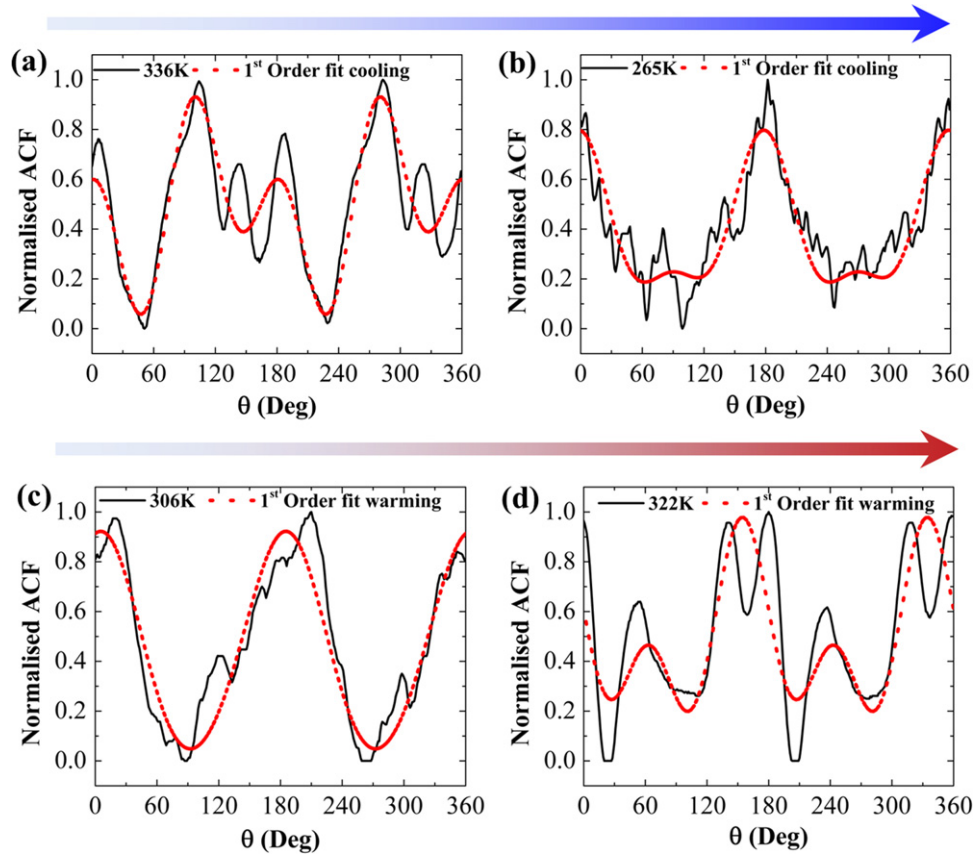 (a)
336K 1st Order fit cooling
1.0
0.8
0.6
0.4
0.2
0.0
Normalised ACF
0 60 120 180 240 300 360
θ (Deg)
(b)
265K 1st Order fit cooling
1.0
0.8
0.6
0.4
0.2
0.0
Normalised ACF
0 60 120 180 240 300 360
θ (Deg)
(c)
306K 1st Order fit warming
1.0
0.8
0.6
0.4
0.2
0.0
Normalised ACF
0 60 120 180 240 300 360
θ (Deg)
(d)
322K 1st Order fit warming
1.0
0.8
0.6
0.4
0.2
0.0
Normalised ACF
0 60 120 180 240 300 360
θ (Deg)